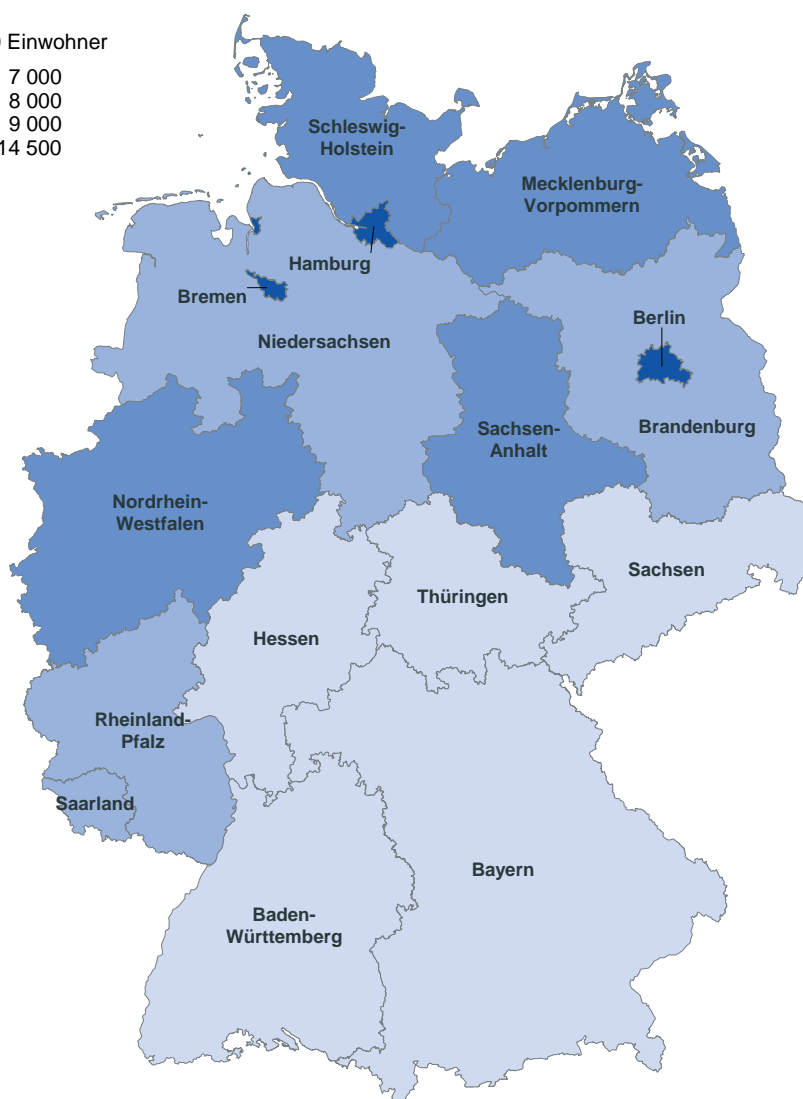 Einwohner
7 000
8 000
9 000
14 500
Schleswig-
Holstein
Mecklenburg-
Vorpommern
Hamburg
Bremen
Berlin
Niedersachsen
Brandenburg
Sachsen-
Anhalt
Nordrhein-
Westfalen
Sachsen
Thüringen
Hessen
Rheinland-
Pfalz
Saarland
Bayern
Baden-
Württemberg